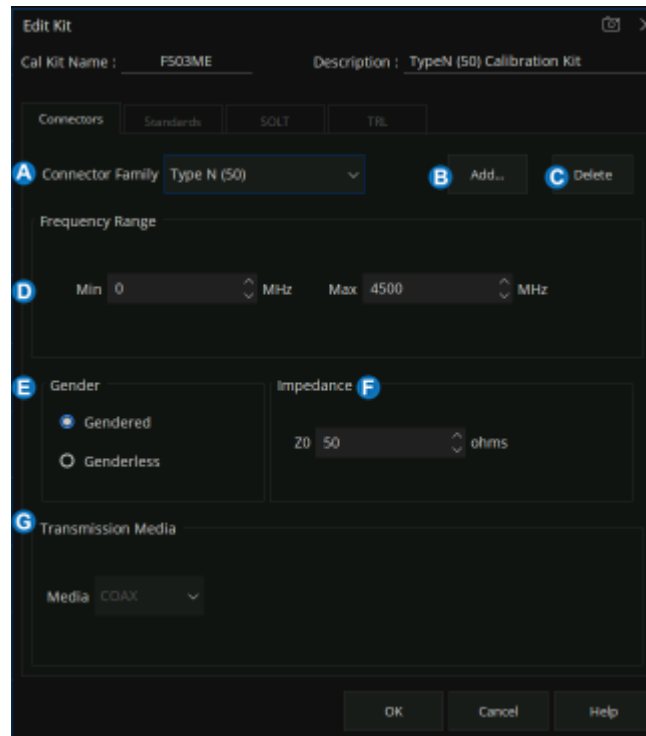 Edit Kit
Cal Kit Name : F503ME Description : TypeN (50) Calibration Kit
Connectors Standards SOLT TRL
A Connector Family Type N (50) B Add... C Delete
Frequency Range
D Min 0 MHz Max 4500 MHz
E Gender Impedance F
Gendered
Z0 50 ohms
Genderless
G Transmission Media
Media COAX
OK Cancel Help